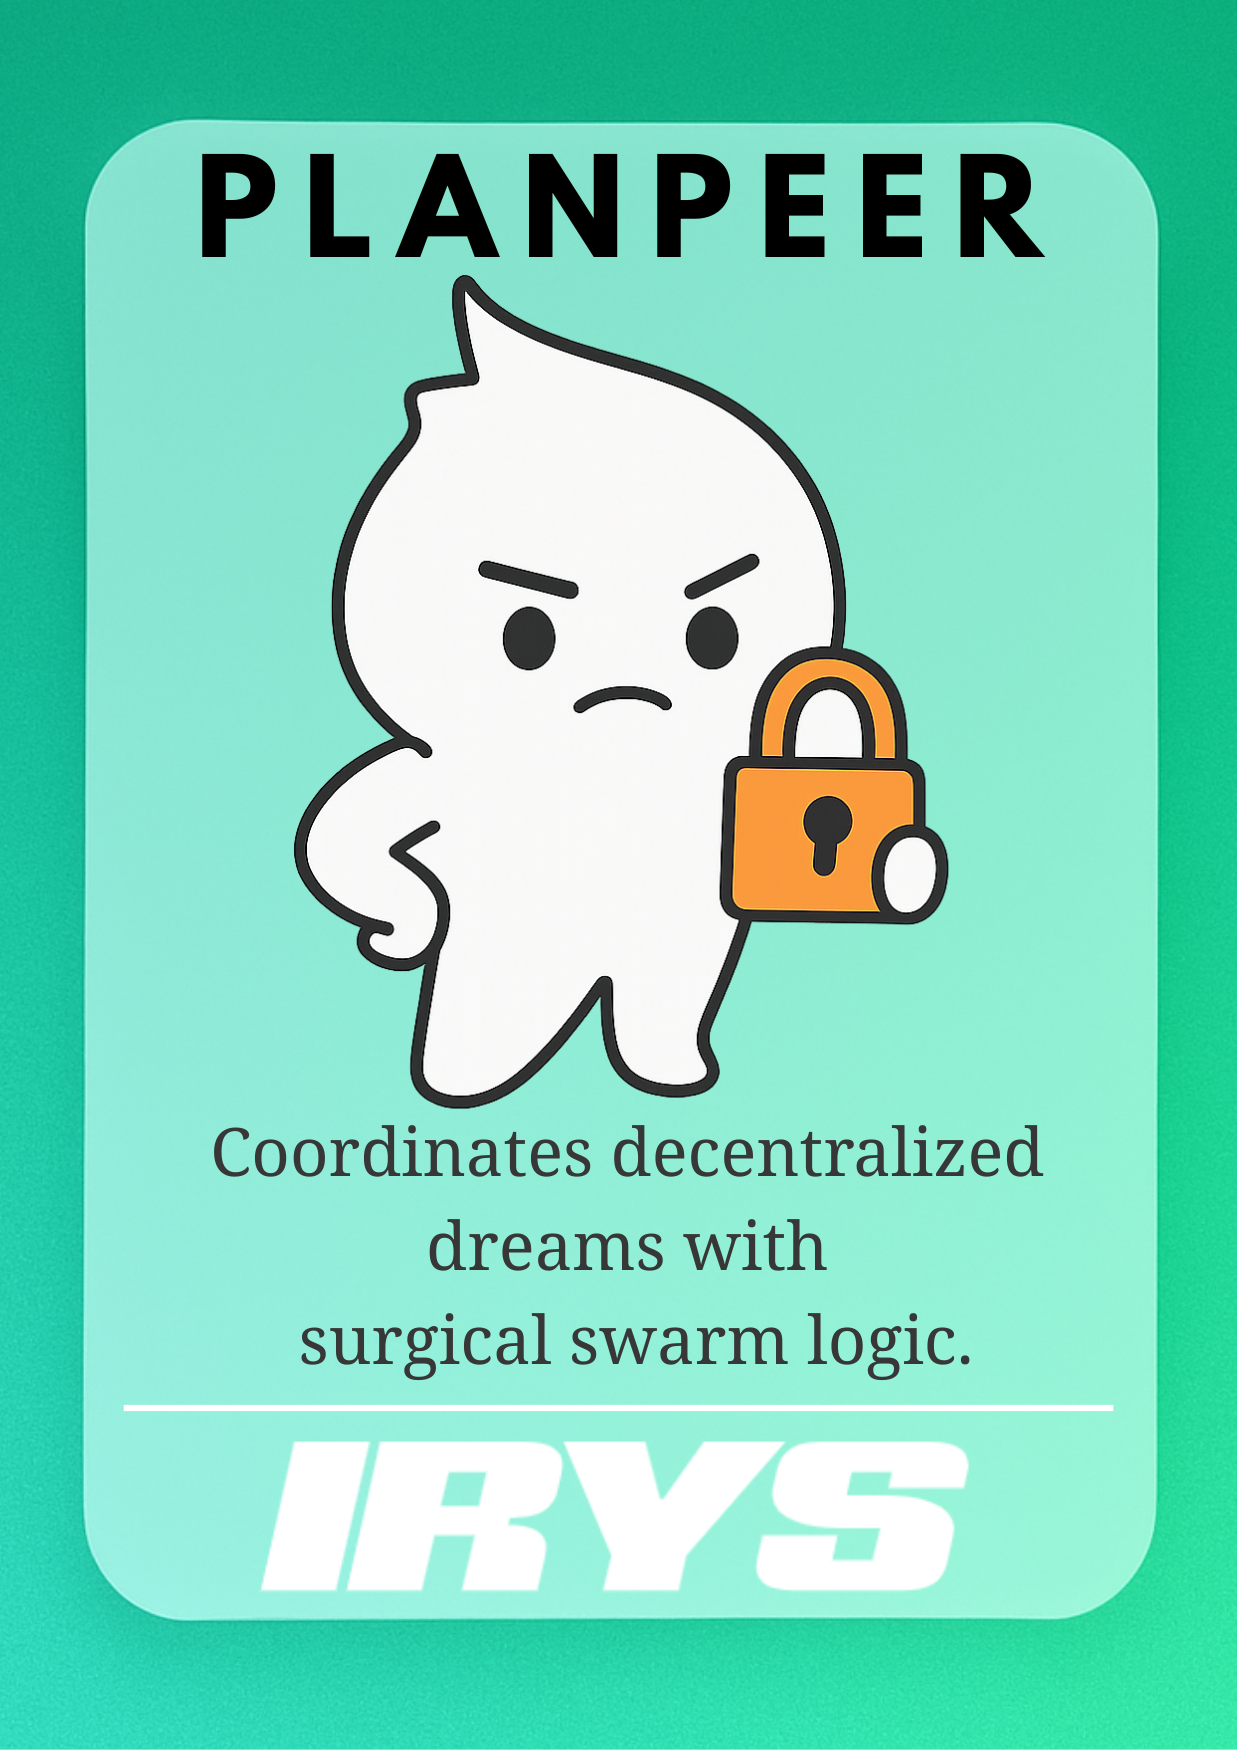 PLANPEER
Coordinates decentralized
dreams with
surgical swarm logic.
IRYS